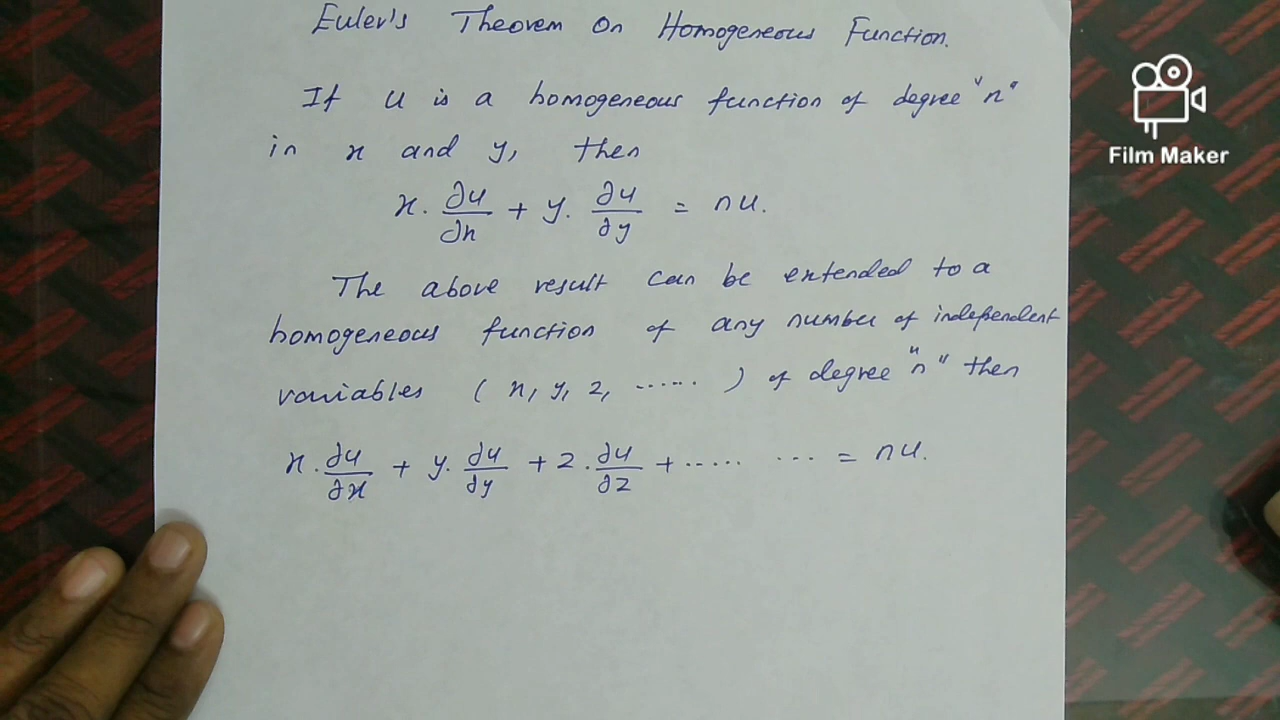 Euler's Theorem On Homogeneous Function.
If u is a homogeneous function of degree "n"
in x and y, then
x. ∂u/∂x + y. ∂u/∂y = nu.
The above result can be extended to a
homogeneous function of any number of independent
variables ( x, y, z, ...... ) of degree "n" then
x. ∂u/∂x + y. ∂u/∂y + z. ∂u/∂z + ..... ... = nu.
Film Maker